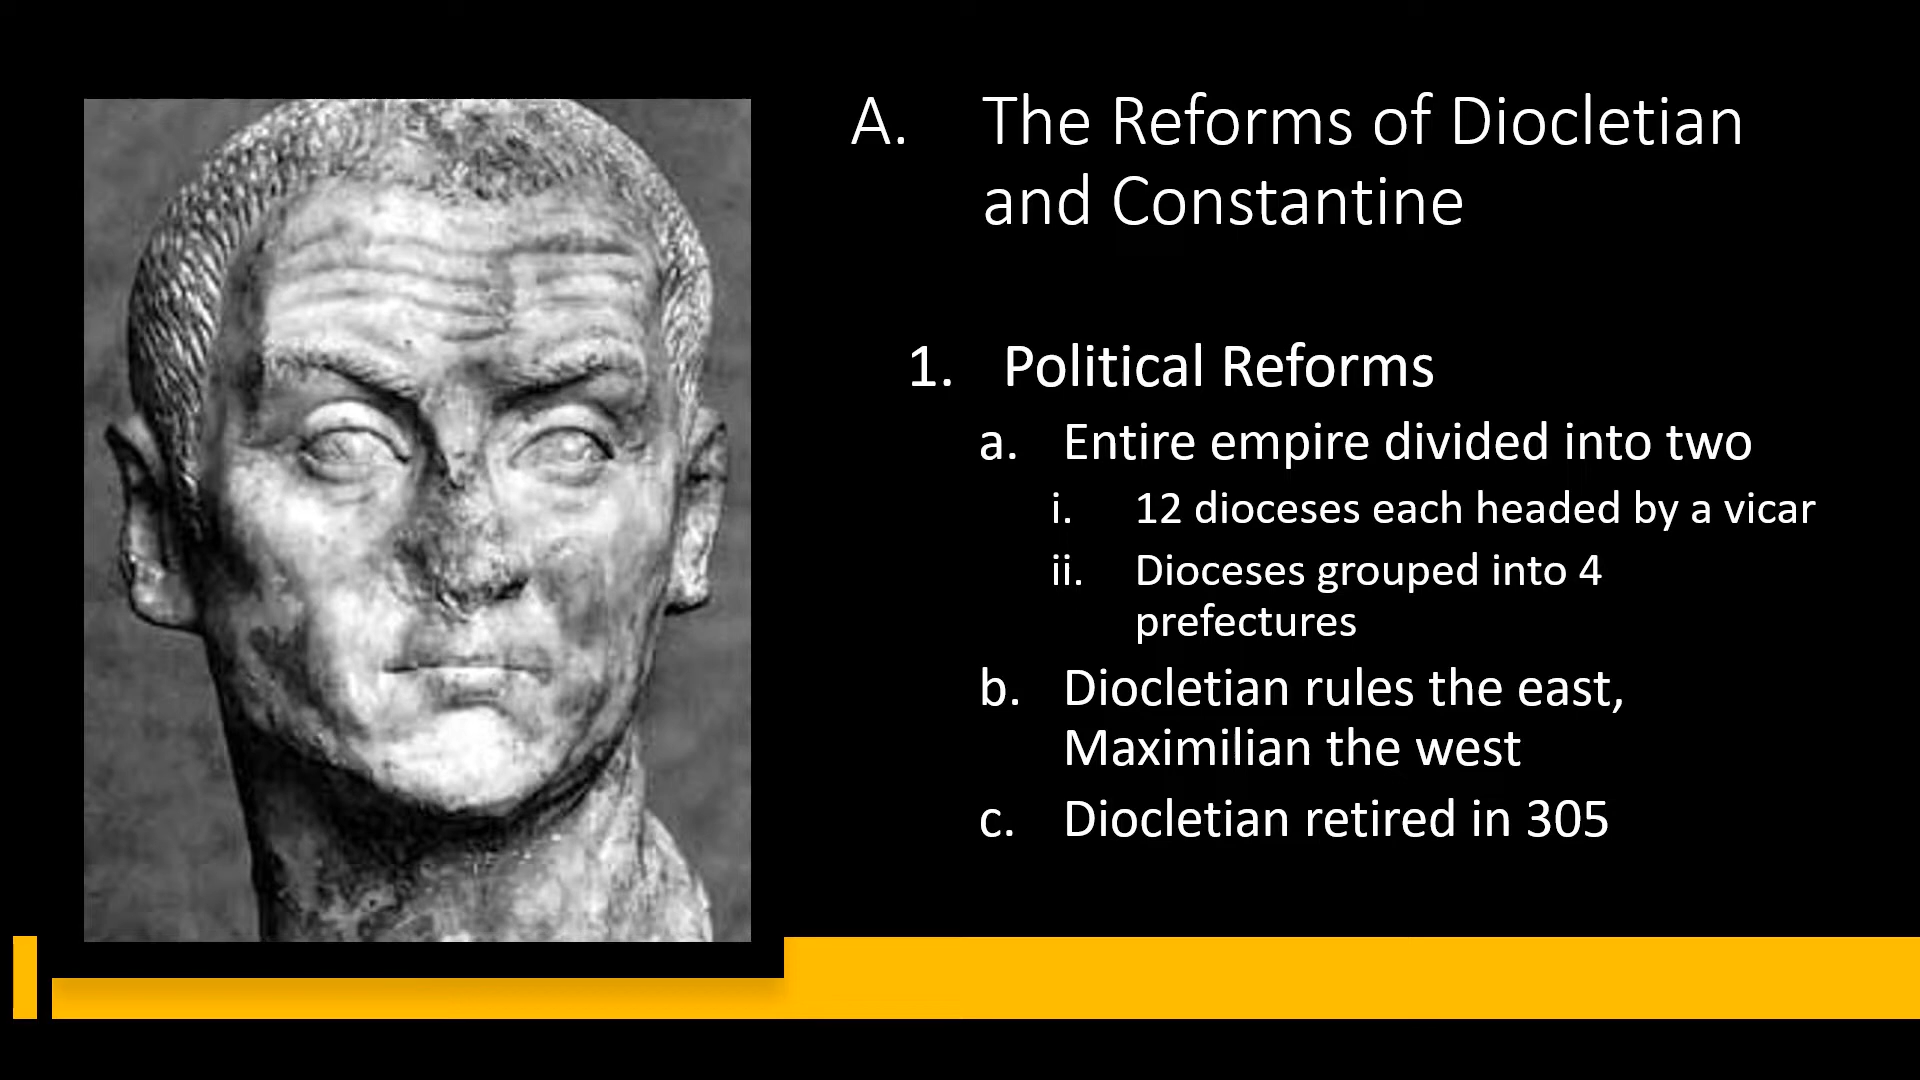 A. The Reforms of Diocletian
and Constantine
1. Political Reforms
a. Entire empire divided into two
i. 12 dioceses each headed by a vicar
ii. Dioceses grouped into 4
prefectures
b. Diocletian rules the east,
Maximilian the west
c. Diocletian retired in 305